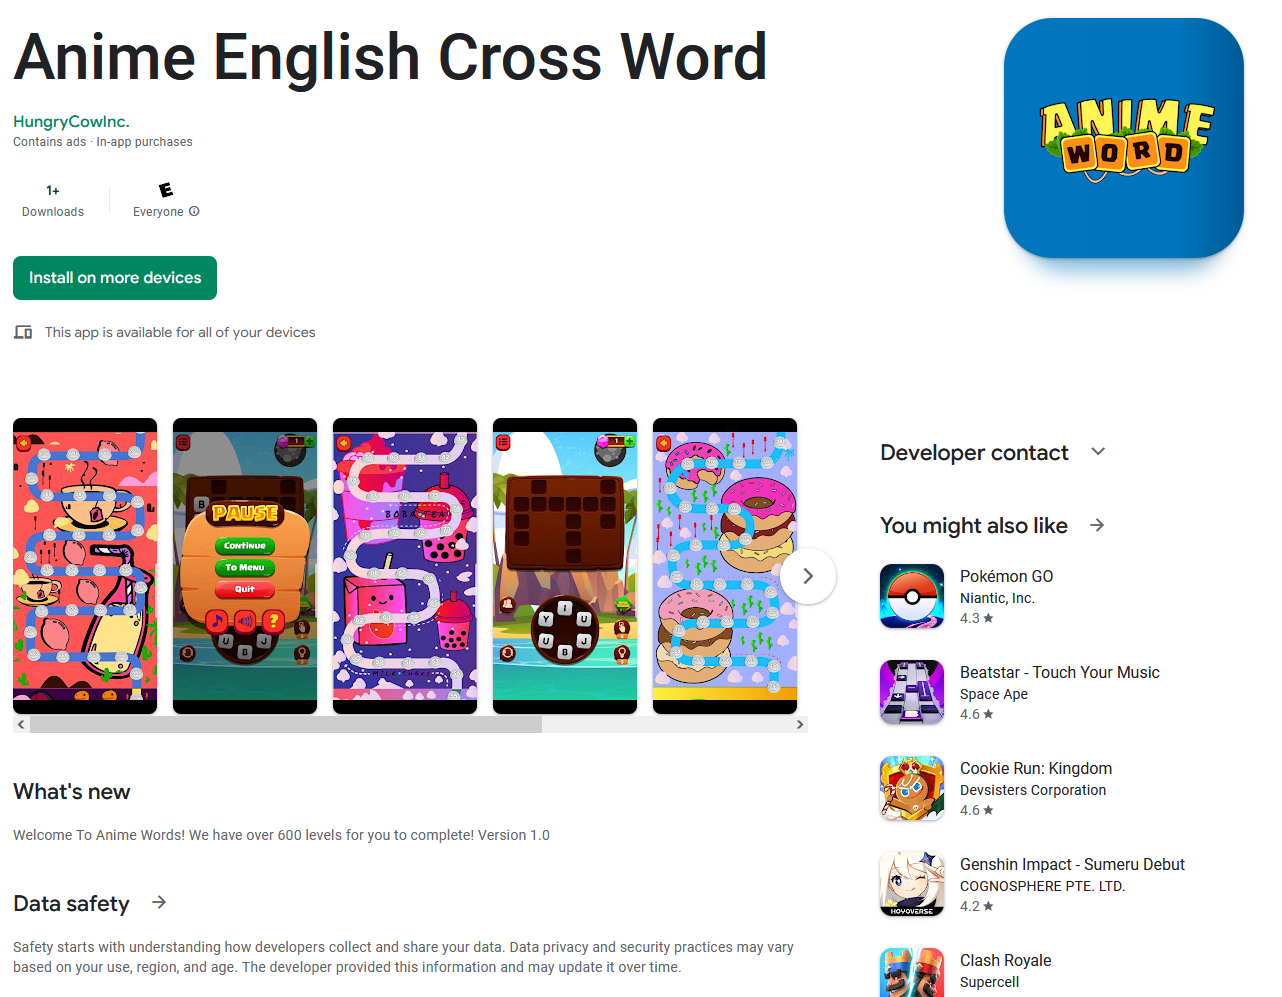 Anime English Cross Word
HungryCowInc.
Contains ads · In-app purchases
1+
Downloads
E
Everyone
Install on more devices
This app is available for all of your devices
ANIME
WORD
B
PAUSE
Continue
To Menu
Quit
?
U
J
B
1
BOBA TEA
MILKSHAKE
1
I
Y
U
U
J
B
Developer contact
You might also like
Pokémon GO
Niantic, Inc.
4.3
Beatstar - Touch Your Music
Space Ape
4.6
Cookie Run: Kingdom
Devsisters Corporation
4.6
Genshin Impact - Sumeru Debut
COGNOSPHERE PTE. LTD.
4.2
HOYOVERSE
Clash Royale
Supercell
What's new
Welcome To Anime Words! We have over 600 levels for you to complete! Version 1.0
Data safety
Safety starts with understanding how developers collect and share your data. Data privacy and security practices may vary
based on your use, region, and age. The developer provided this information and may update it over time.